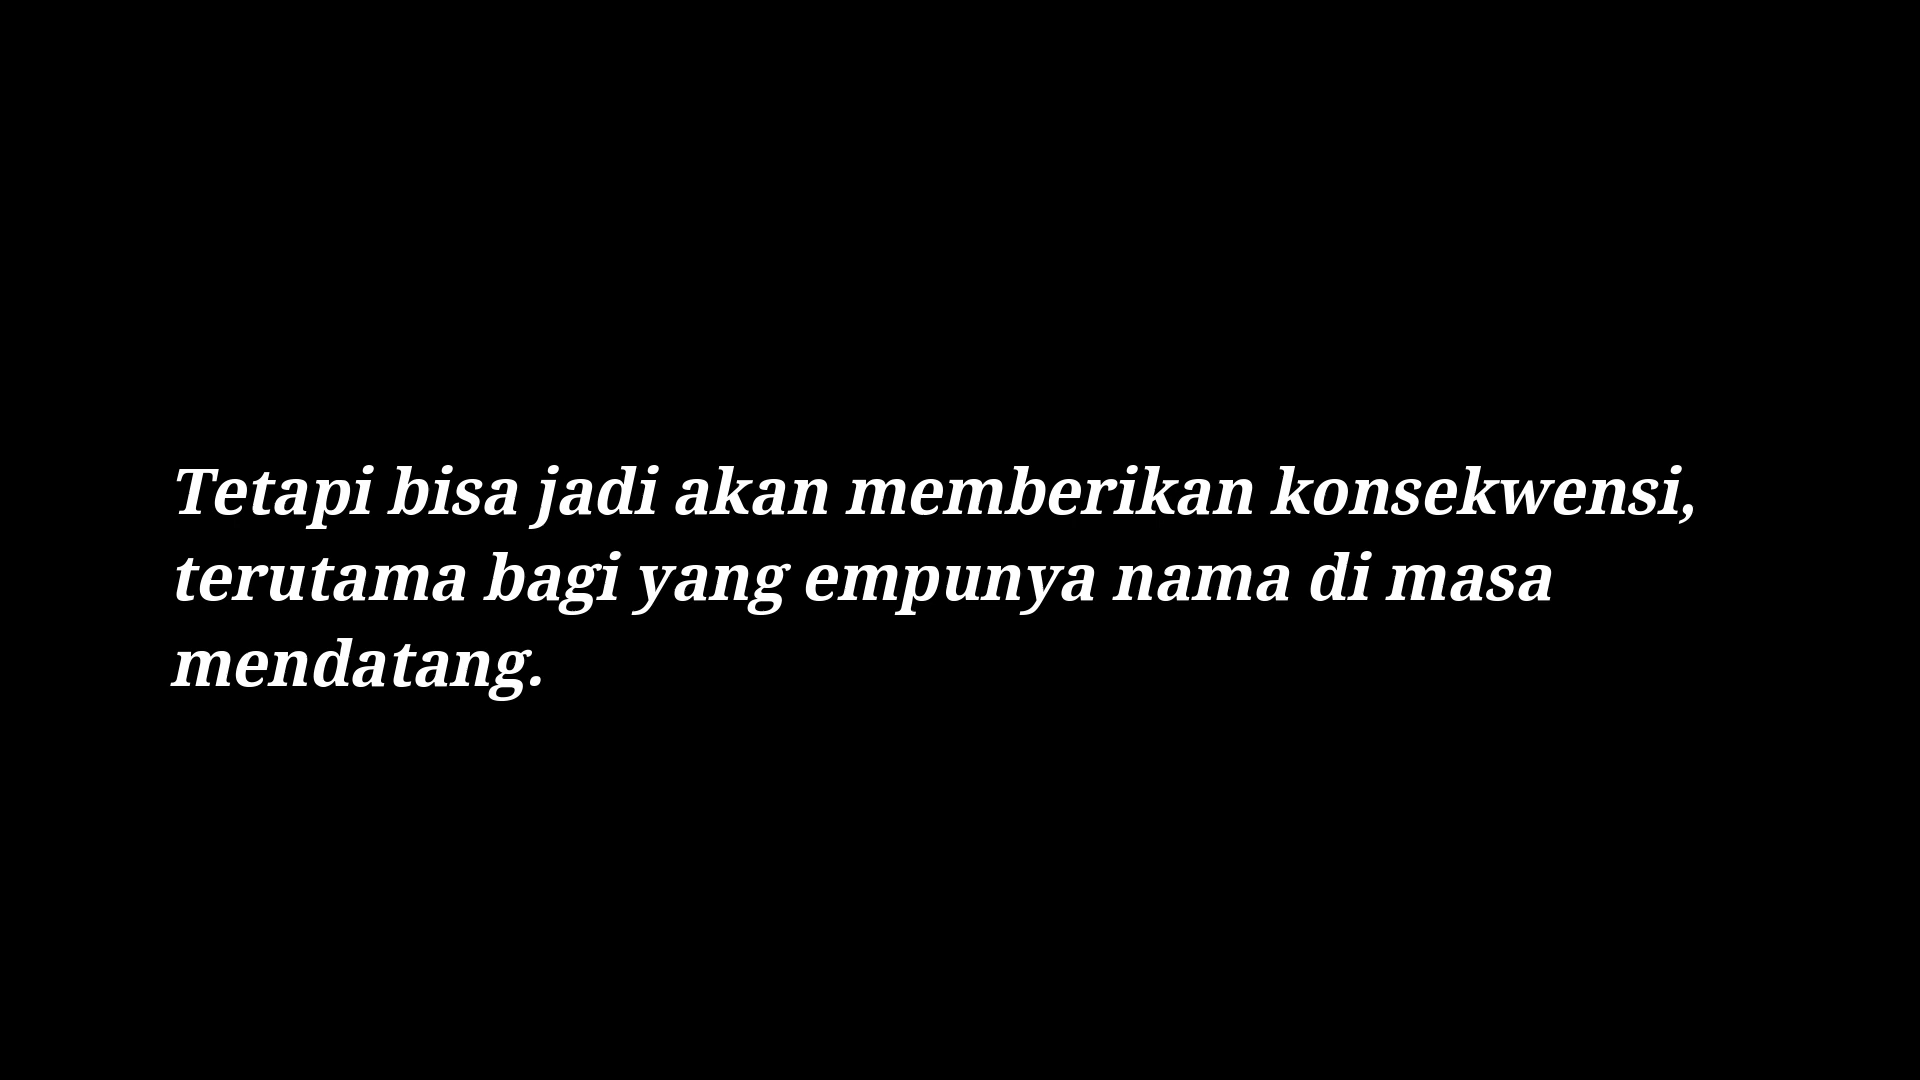 Tetapi bisa jadi akan memberikan konsekwensi,
terutama bagi yang empunya nama di masa
mendatang.